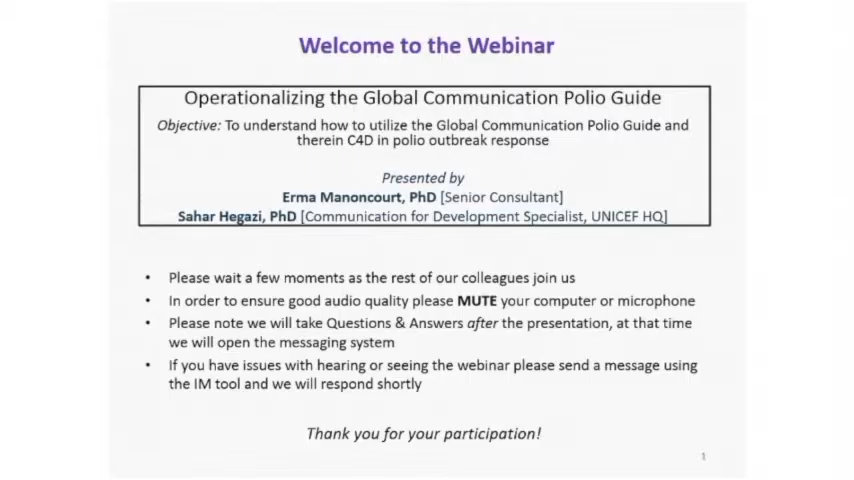 Welcome to the Webinar
Operationalizing the Global Communication Polio Guide
Objective: To understand how to utilize the Global Communication Polio Guide and
therein C4D in polio outbreak response
Presented by
Erma Manoncourt, PhD [Senior Consultant]
Sahar Hegazi, PhD [Communication for Development Specialist, UNICEF HQ]
• Please wait a few moments as the rest of our colleagues join us
• In order to ensure good audio quality please MUTE your computer or microphone
• Please note we will take Questions & Answers after the presentation, at that time
we will open the messaging system
• If you have issues with hearing or seeing the webinar please send a message using
the IM tool and we will respond shortly
Thank you for your participation!
1